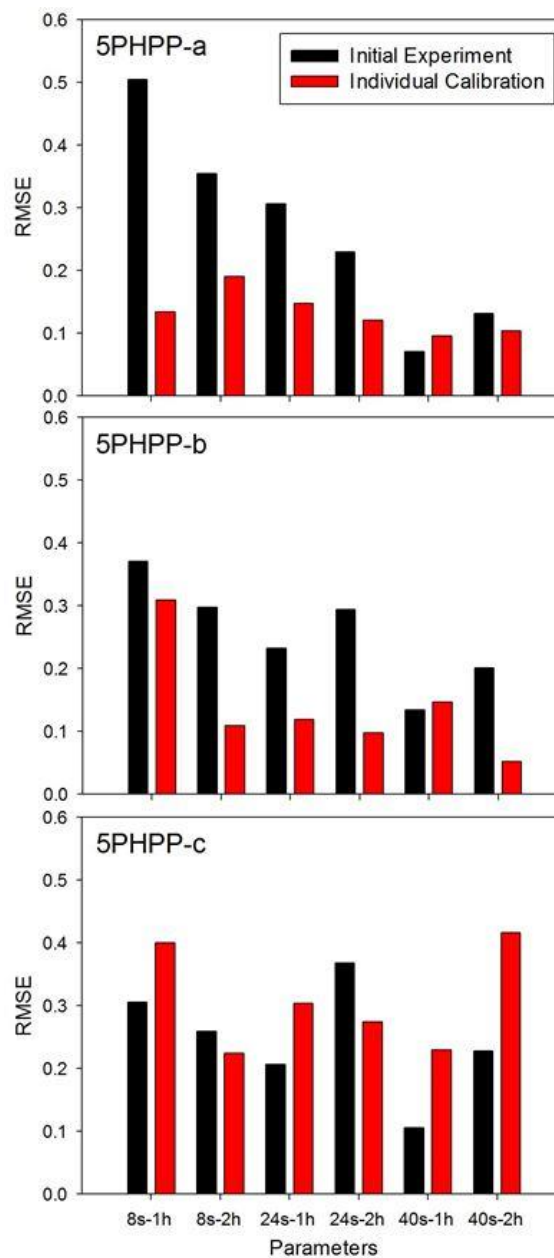 5PHPP-a
Initial Experiment
Individual Calibration
RMSE
0.6
0.5
0.4
0.3
0.2
0.1
0.0
5PHPP-b
RMSE
0.6
0.5
0.4
0.3
0.2
0.1
0.0
5PHPP-c
RMSE
0.6
0.5
0.4
0.3
0.2
0.1
0.0
8s-1h 8s-2h 24s-1h 24s-2h 40s-1h 40s-2h
Parameters